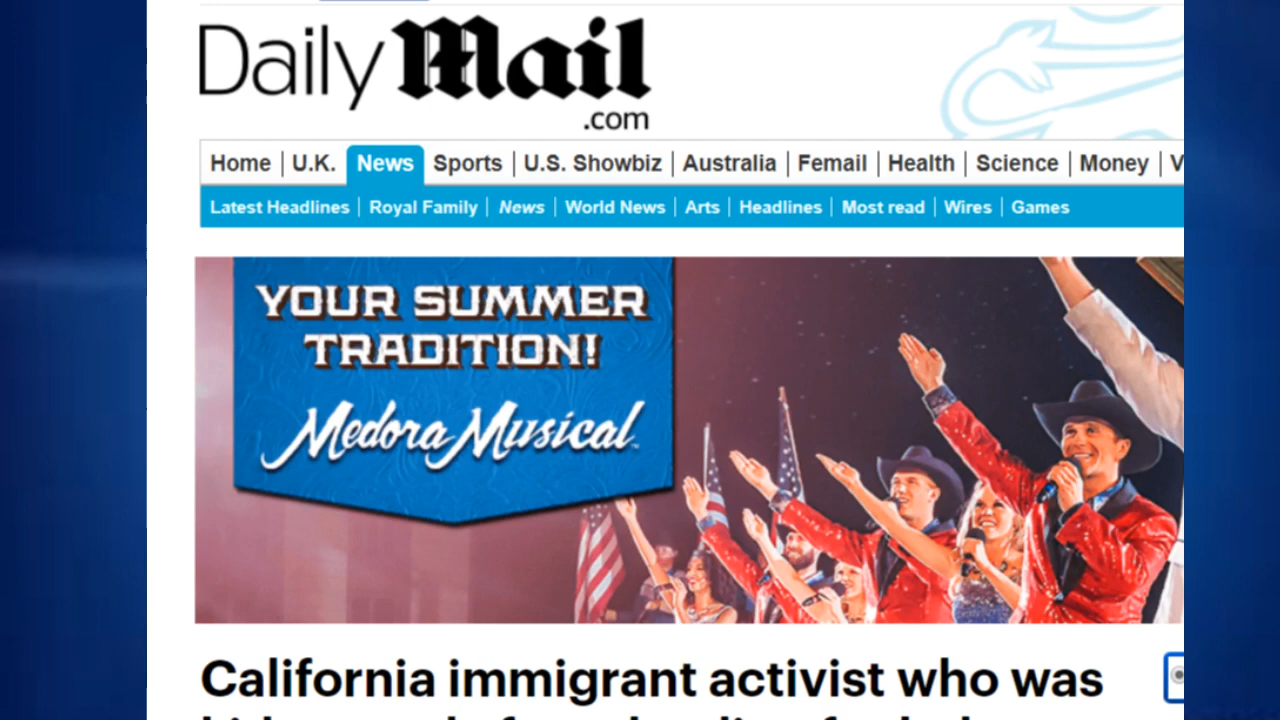 Daily Mail
.com
Home U.K. News Sports U.S. Showbiz Australia Femail Health Science Money V
Latest Headlines Royal Family News World News Arts Headlines Most read Wires Games
YOUR SUMMER
TRADITION!
Medora Musical
California immigrant activist who was